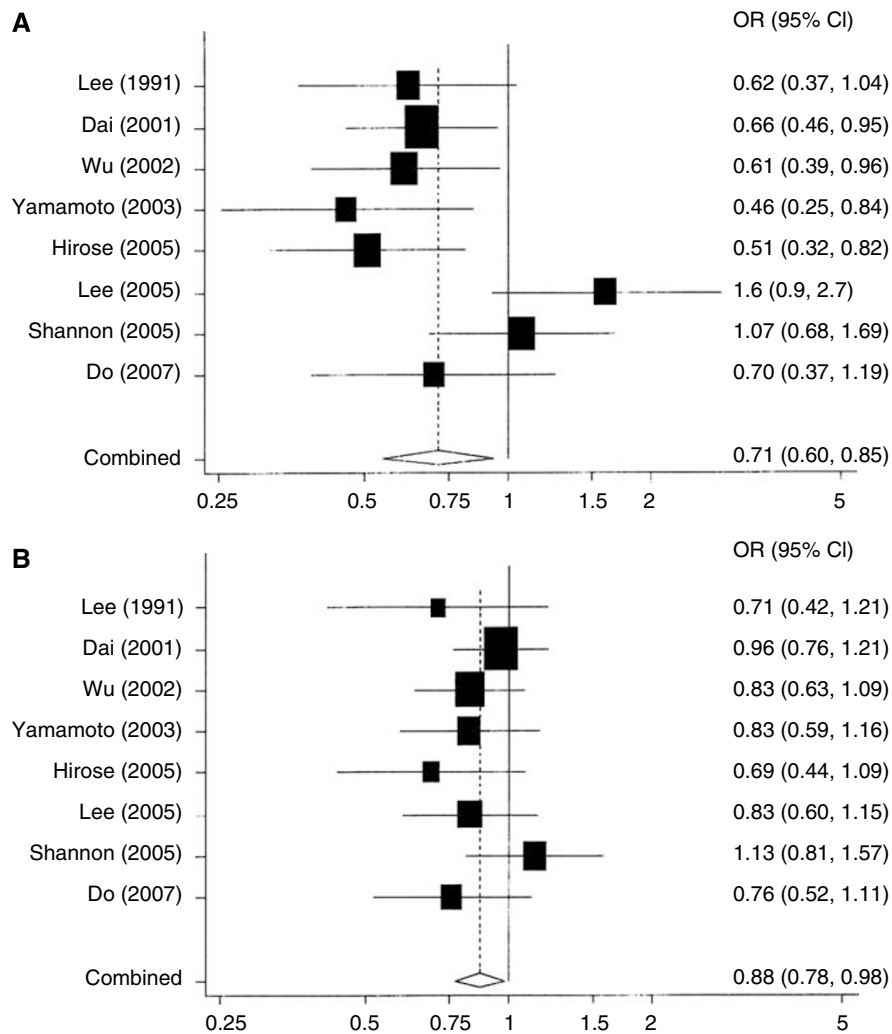 A
OR (95% CI)
Lee (1991) 0.62 (0.37, 1.04)
Dai (2001) 0.66 (0.46, 0.95)
Wu (2002) 0.61 (0.39, 0.96)
Yamamoto (2003) 0.46 (0.25, 0.84)
Hirose (2005) 0.51 (0.32, 0.82)
Lee (2005) 1.6 (0.9, 2.7)
Shannon (2005) 1.07 (0.68, 1.69)
Do (2007) 0.70 (0.37, 1.19)
Combined 0.71 (0.60, 0.85)
0.25 0.5 0.75 1 1.5 2 5
B
OR (95% CI)
Lee (1991) 0.71 (0.42, 1.21)
Dai (2001) 0.96 (0.76, 1.21)
Wu (2002) 0.83 (0.63, 1.09)
Yamamoto (2003) 0.83 (0.59, 1.16)
Hirose (2005) 0.69 (0.44, 1.09)
Lee (2005) 0.83 (0.60, 1.15)
Shannon (2005) 1.13 (0.81, 1.57)
Do (2007) 0.76 (0.52, 1.11)
Combined 0.88 (0.78, 0.98)
0.25 0.5 0.75 1 1.5 2 5